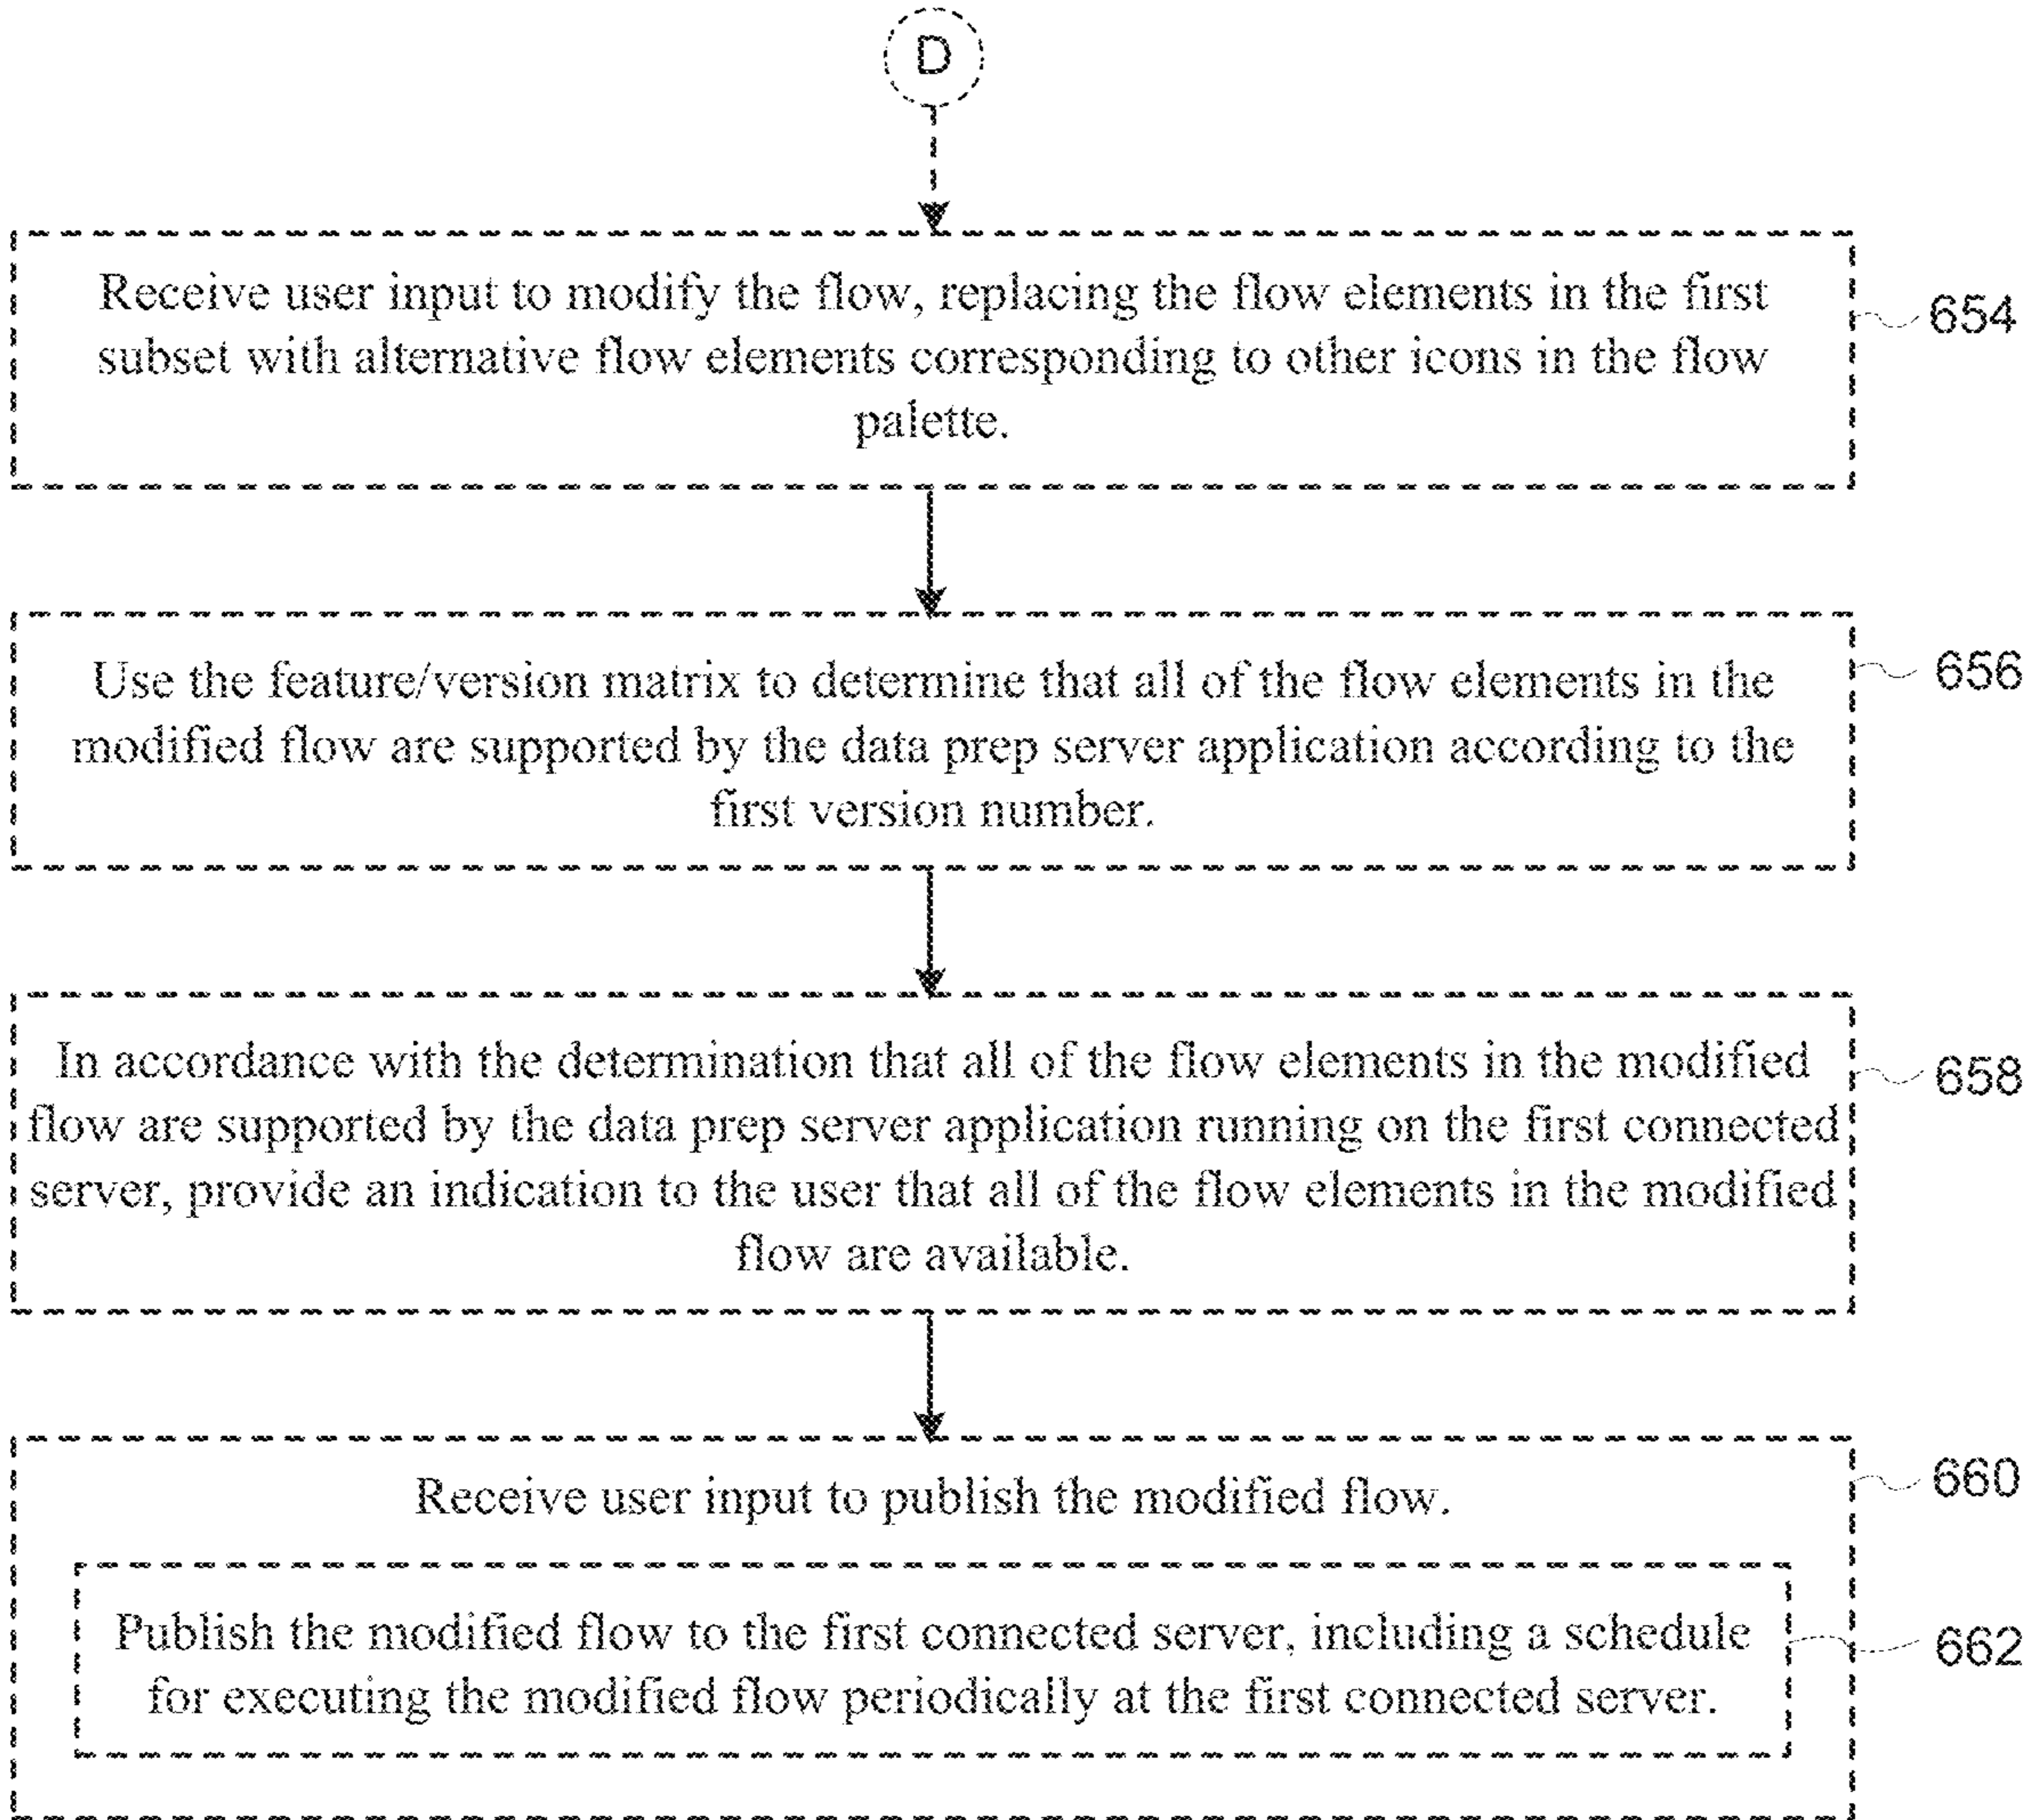 D
Receive user input to modify the flow, replacing the flow elements in the first
subset with alternative flow elements corresponding to other icons in the flow
palette.
654
Use the feature/version matrix to determine that all of the flow elements in the
modified flow are supported by the data prep server application according to the
first version number.
656
In accordance with the determination that all of the flow elements in the modified
flow are supported by the data prep server application running on the first connected
server, provide an indication to the user that all of the flow elements in the modified
flow are available.
658
Receive user input to publish the modified flow.
660
Publish the modified flow to the first connected server, including a schedule
for executing the modified flow periodically at the first connected server.
662